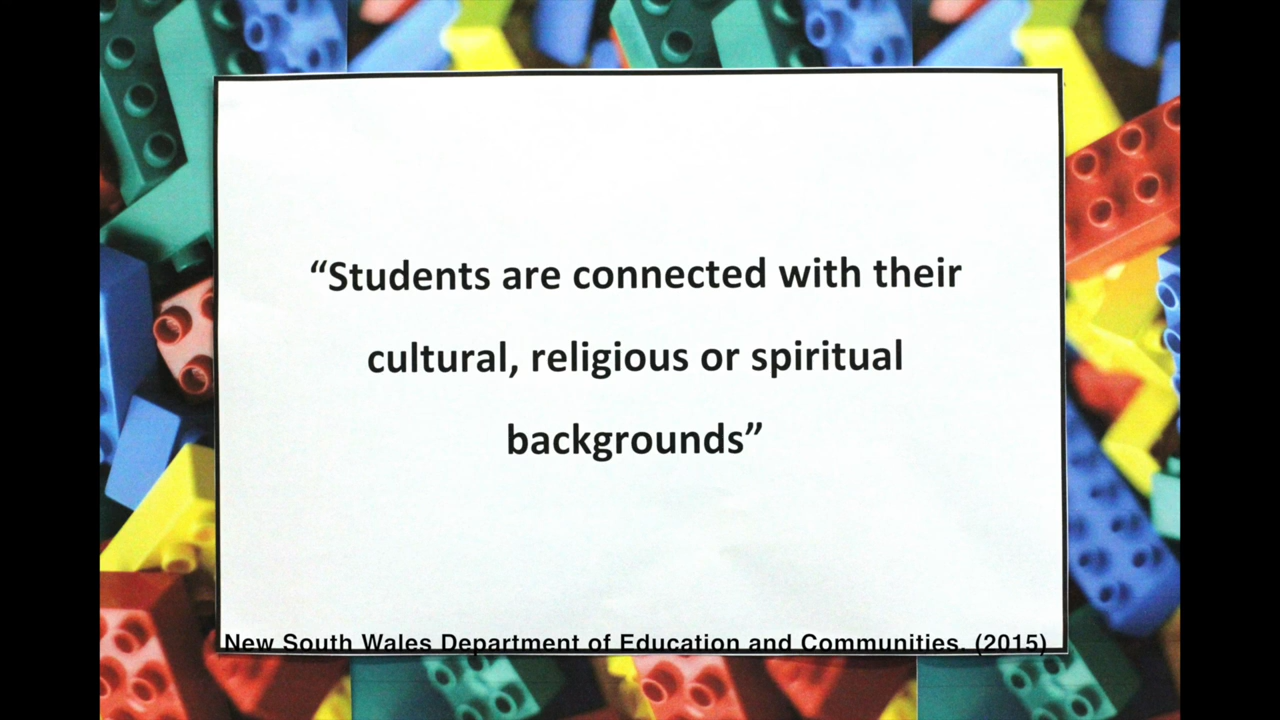 “Students are connected with their
cultural, religious or spiritual
backgrounds”
New South Wales Department of Education and Communities. (2015)